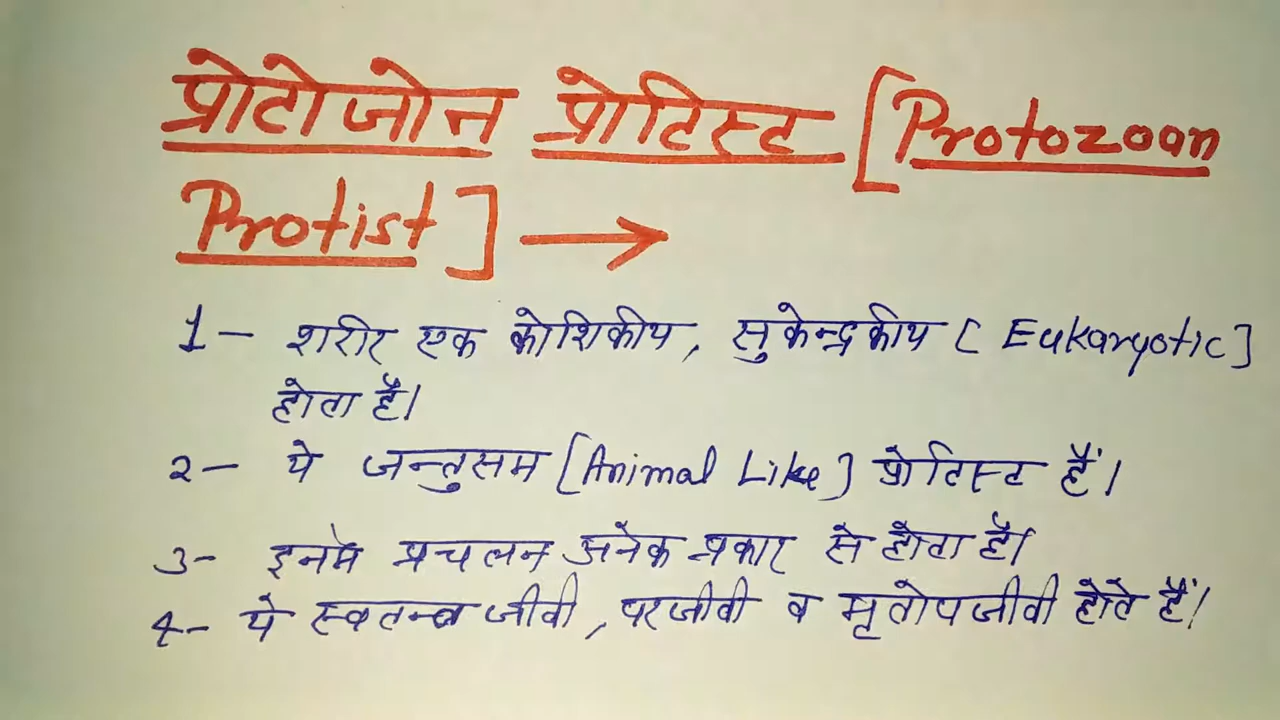 प्रोटोजोन प्रोटिस्ट [Protozoan
Protist] →
1- शरीर एक कोशिकीय, सुकेन्द्रकीय [Eukaryotic]
होता है।
2- ये जन्तुसम [Animal Like] प्रोटिस्ट हैं।
3- इनमे प्रचलन अनेक प्रकार से होता है।
4- ये स्वतन्त्र जीवी, परजीवी व मृतोपजीवी होते हैं।